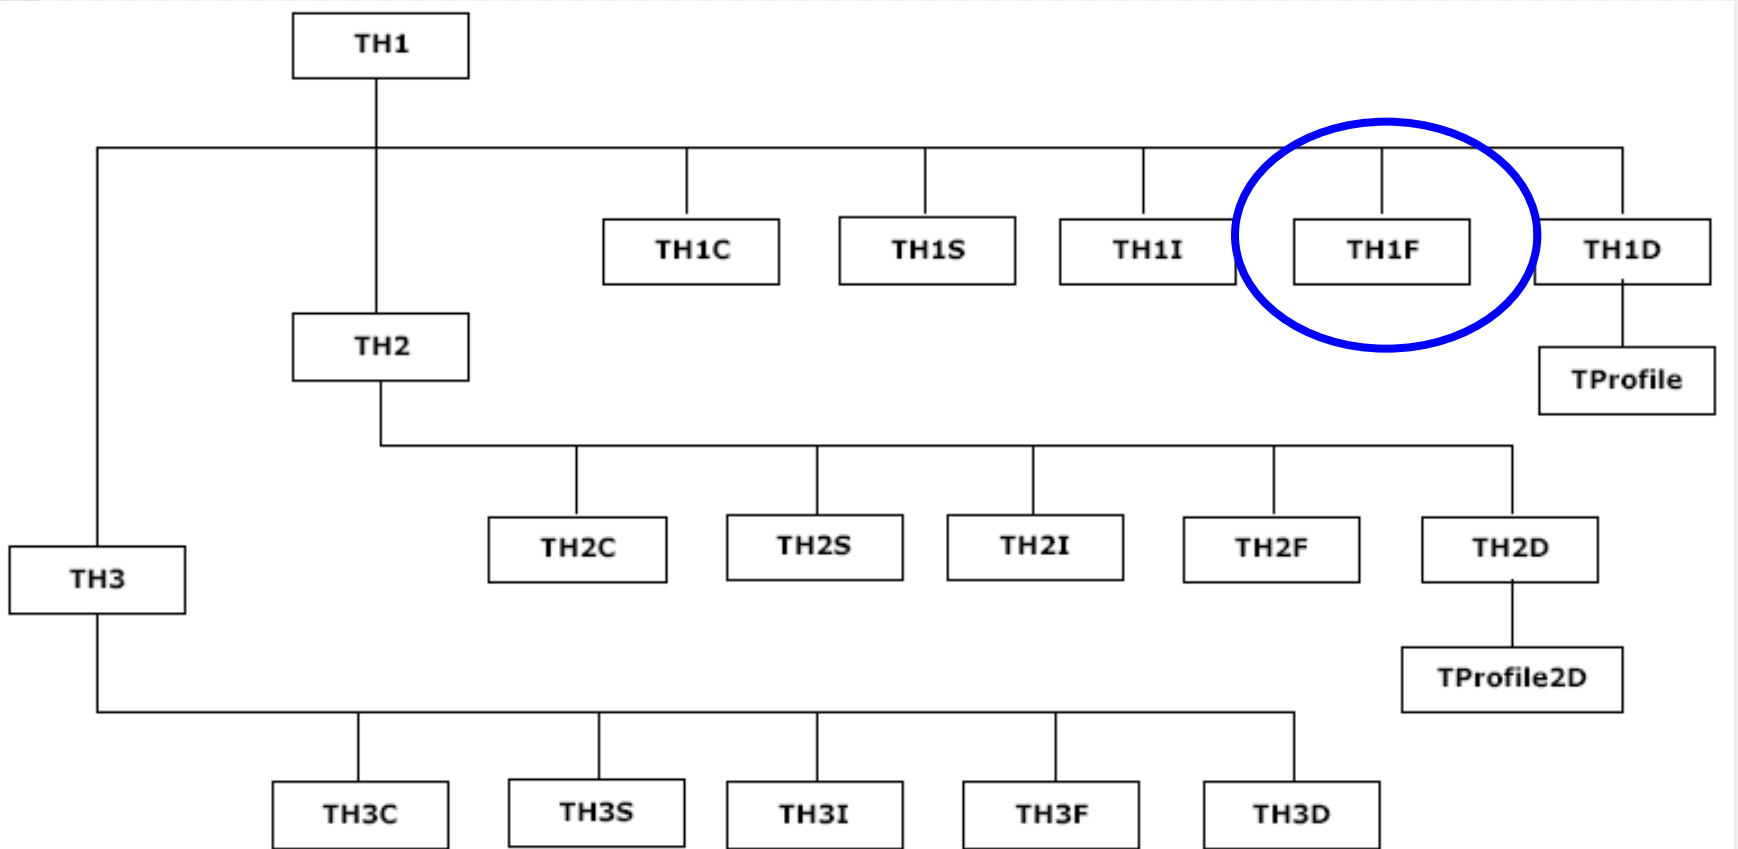 TH1
TH1C
TH1S
TH1I
TH1F
TH1D
TH2
TProfile
TH2C
TH2S
TH2I
TH2F
TH2D
TH3
TProfile2D
TH3C
TH3S
TH3I
TH3F
TH3D